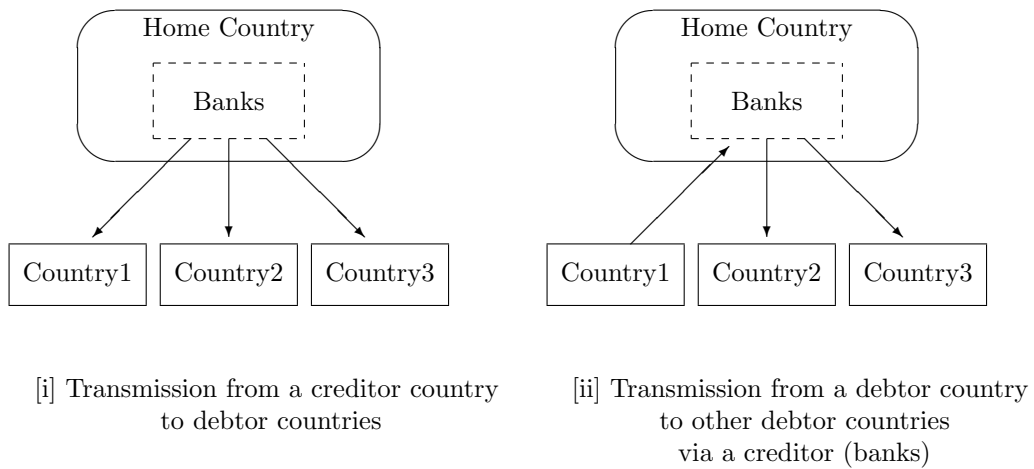 Home Country
Banks
Country1
Country2
Country3
[i] Transmission from a creditor country
to debtor countries
Home Country
Banks
Country1
Country2
Country3
[ii] Transmission from a debtor country
to other debtor countries
via a creditor (banks)